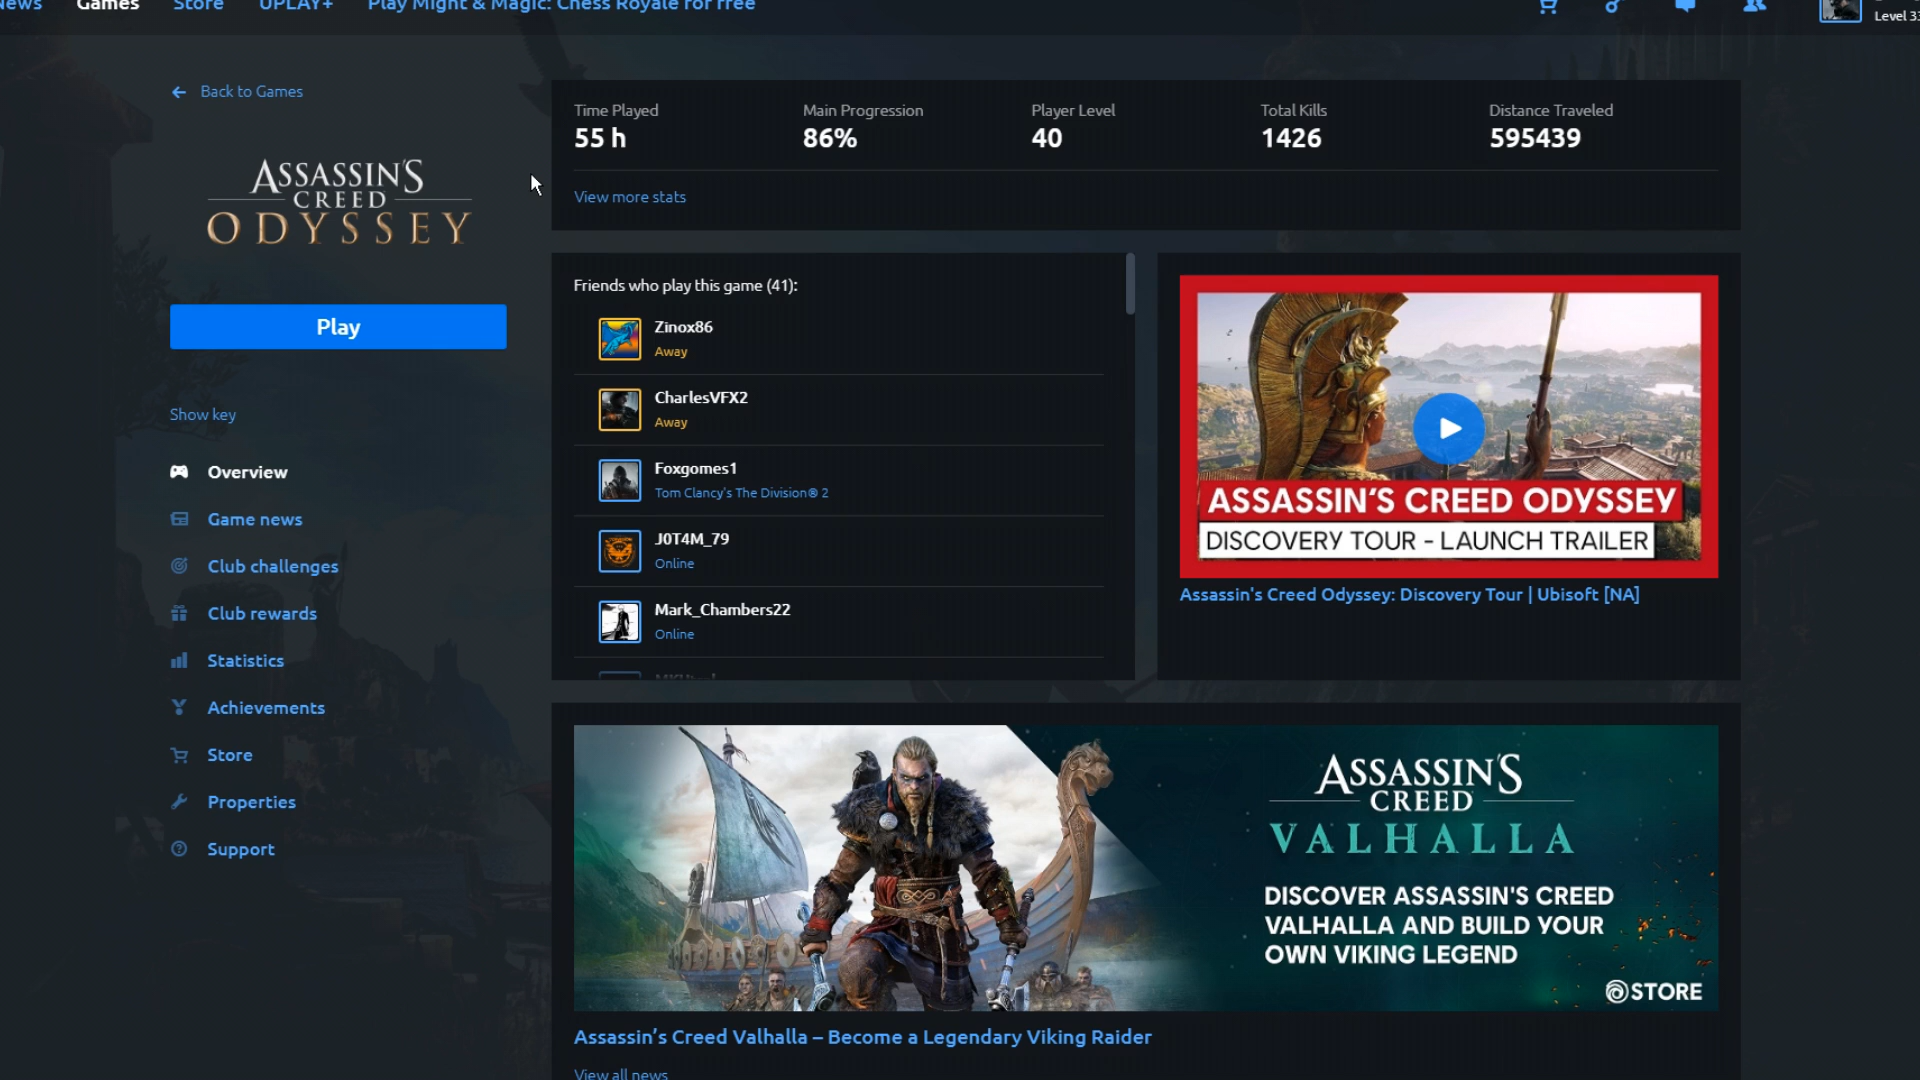 News Games Store UPLAY+ Play Might & Magic: Chess Royale for free
Level 33
Back to Games
ASSASSIN'S
CREED
ODYSSEY
Play
Show key
Overview
Game news
Club challenges
Club rewards
Statistics
Achievements
Store
Properties
Support
Time Played Main Progression Player Level Total Kills Distance Traveled
55 h 86% 40 1426 595439
View more stats
Friends who play this game (41):
Zinox86
Away
CharlesVFX2
Away
Foxgomes1
Tom Clancy's The Division® 2
J0T4M_79
Online
Mark_Chambers22
Online
ASSASSIN'S CREED ODYSSEY
DISCOVERY TOUR - LAUNCH TRAILER
Assassin's Creed Odyssey: Discovery Tour | Ubisoft [NA]
ASSASSIN'S
CREED
VALHALLA
DISCOVER ASSASSIN'S CREED
VALHALLA AND BUILD YOUR
OWN VIKING LEGEND
STORE
Assassin’s Creed Valhalla – Become a Legendary Viking Raider
View all news